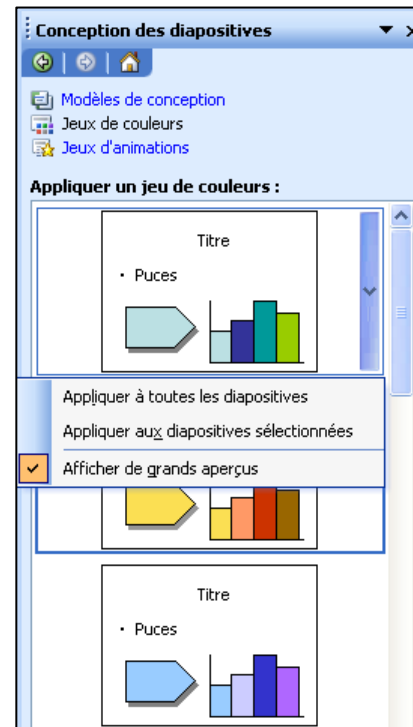 Conception des diapositives
Modèles de conception
Jeux de couleurs
Jeux d'animations
Appliquer un jeu de couleurs :
Titre
• Puces
Appliquer à toutes les diapositives
Appliquer aux diapositives sélectionnées
Afficher de grands aperçus
Titre
• Puces